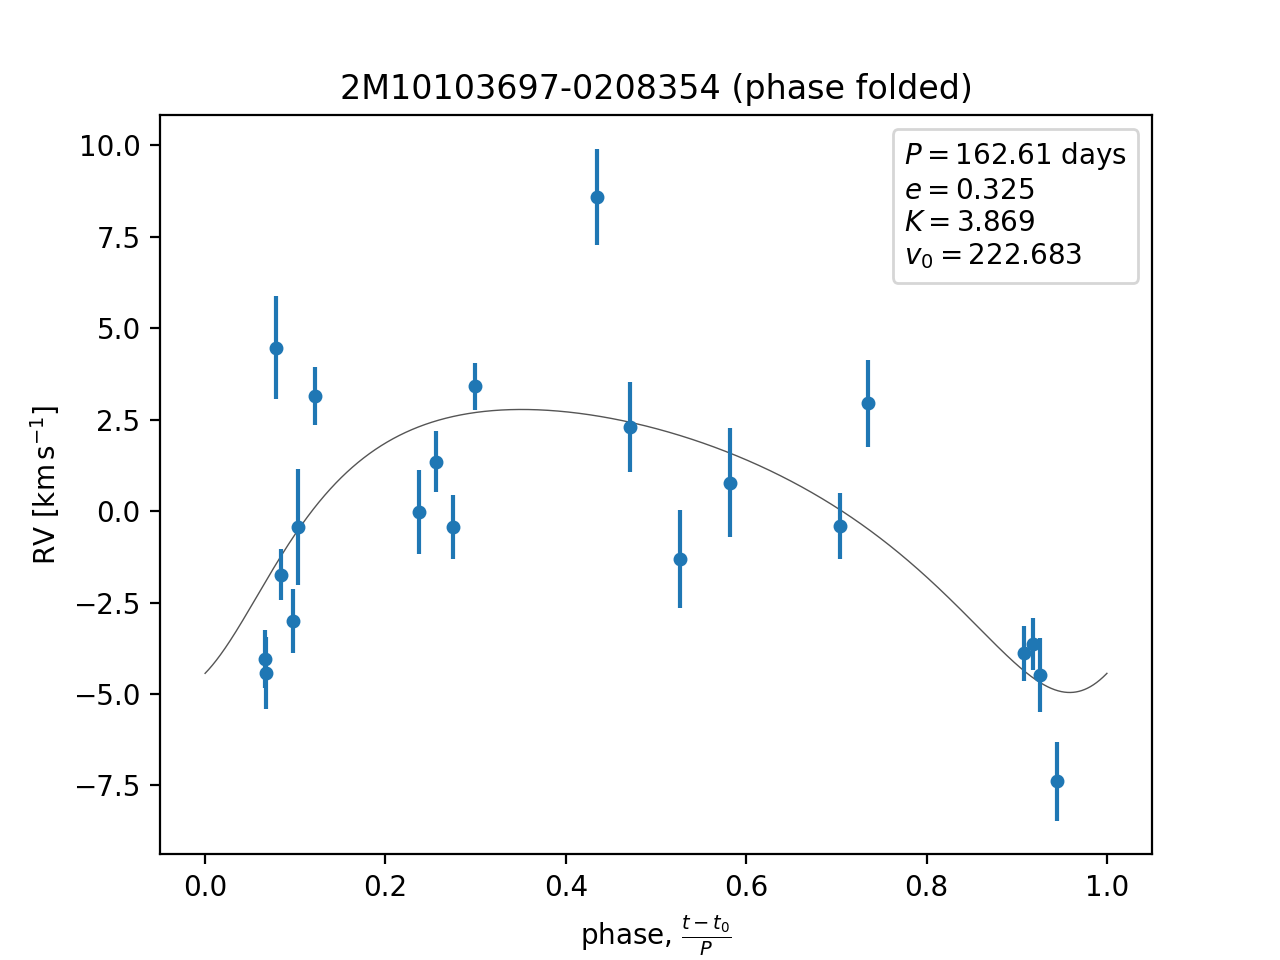 2M10103697-0208354 (phase folded)
P = 162.61 days
e = 0.325
K = 3.869
v₀ = 222.683
10.0
7.5
5.0
2.5
0.0
−2.5
−5.0
−7.5
RV [km s⁻¹]
0.0 0.2 0.4 0.6 0.8 1.0
phase, (t − t₀)/P